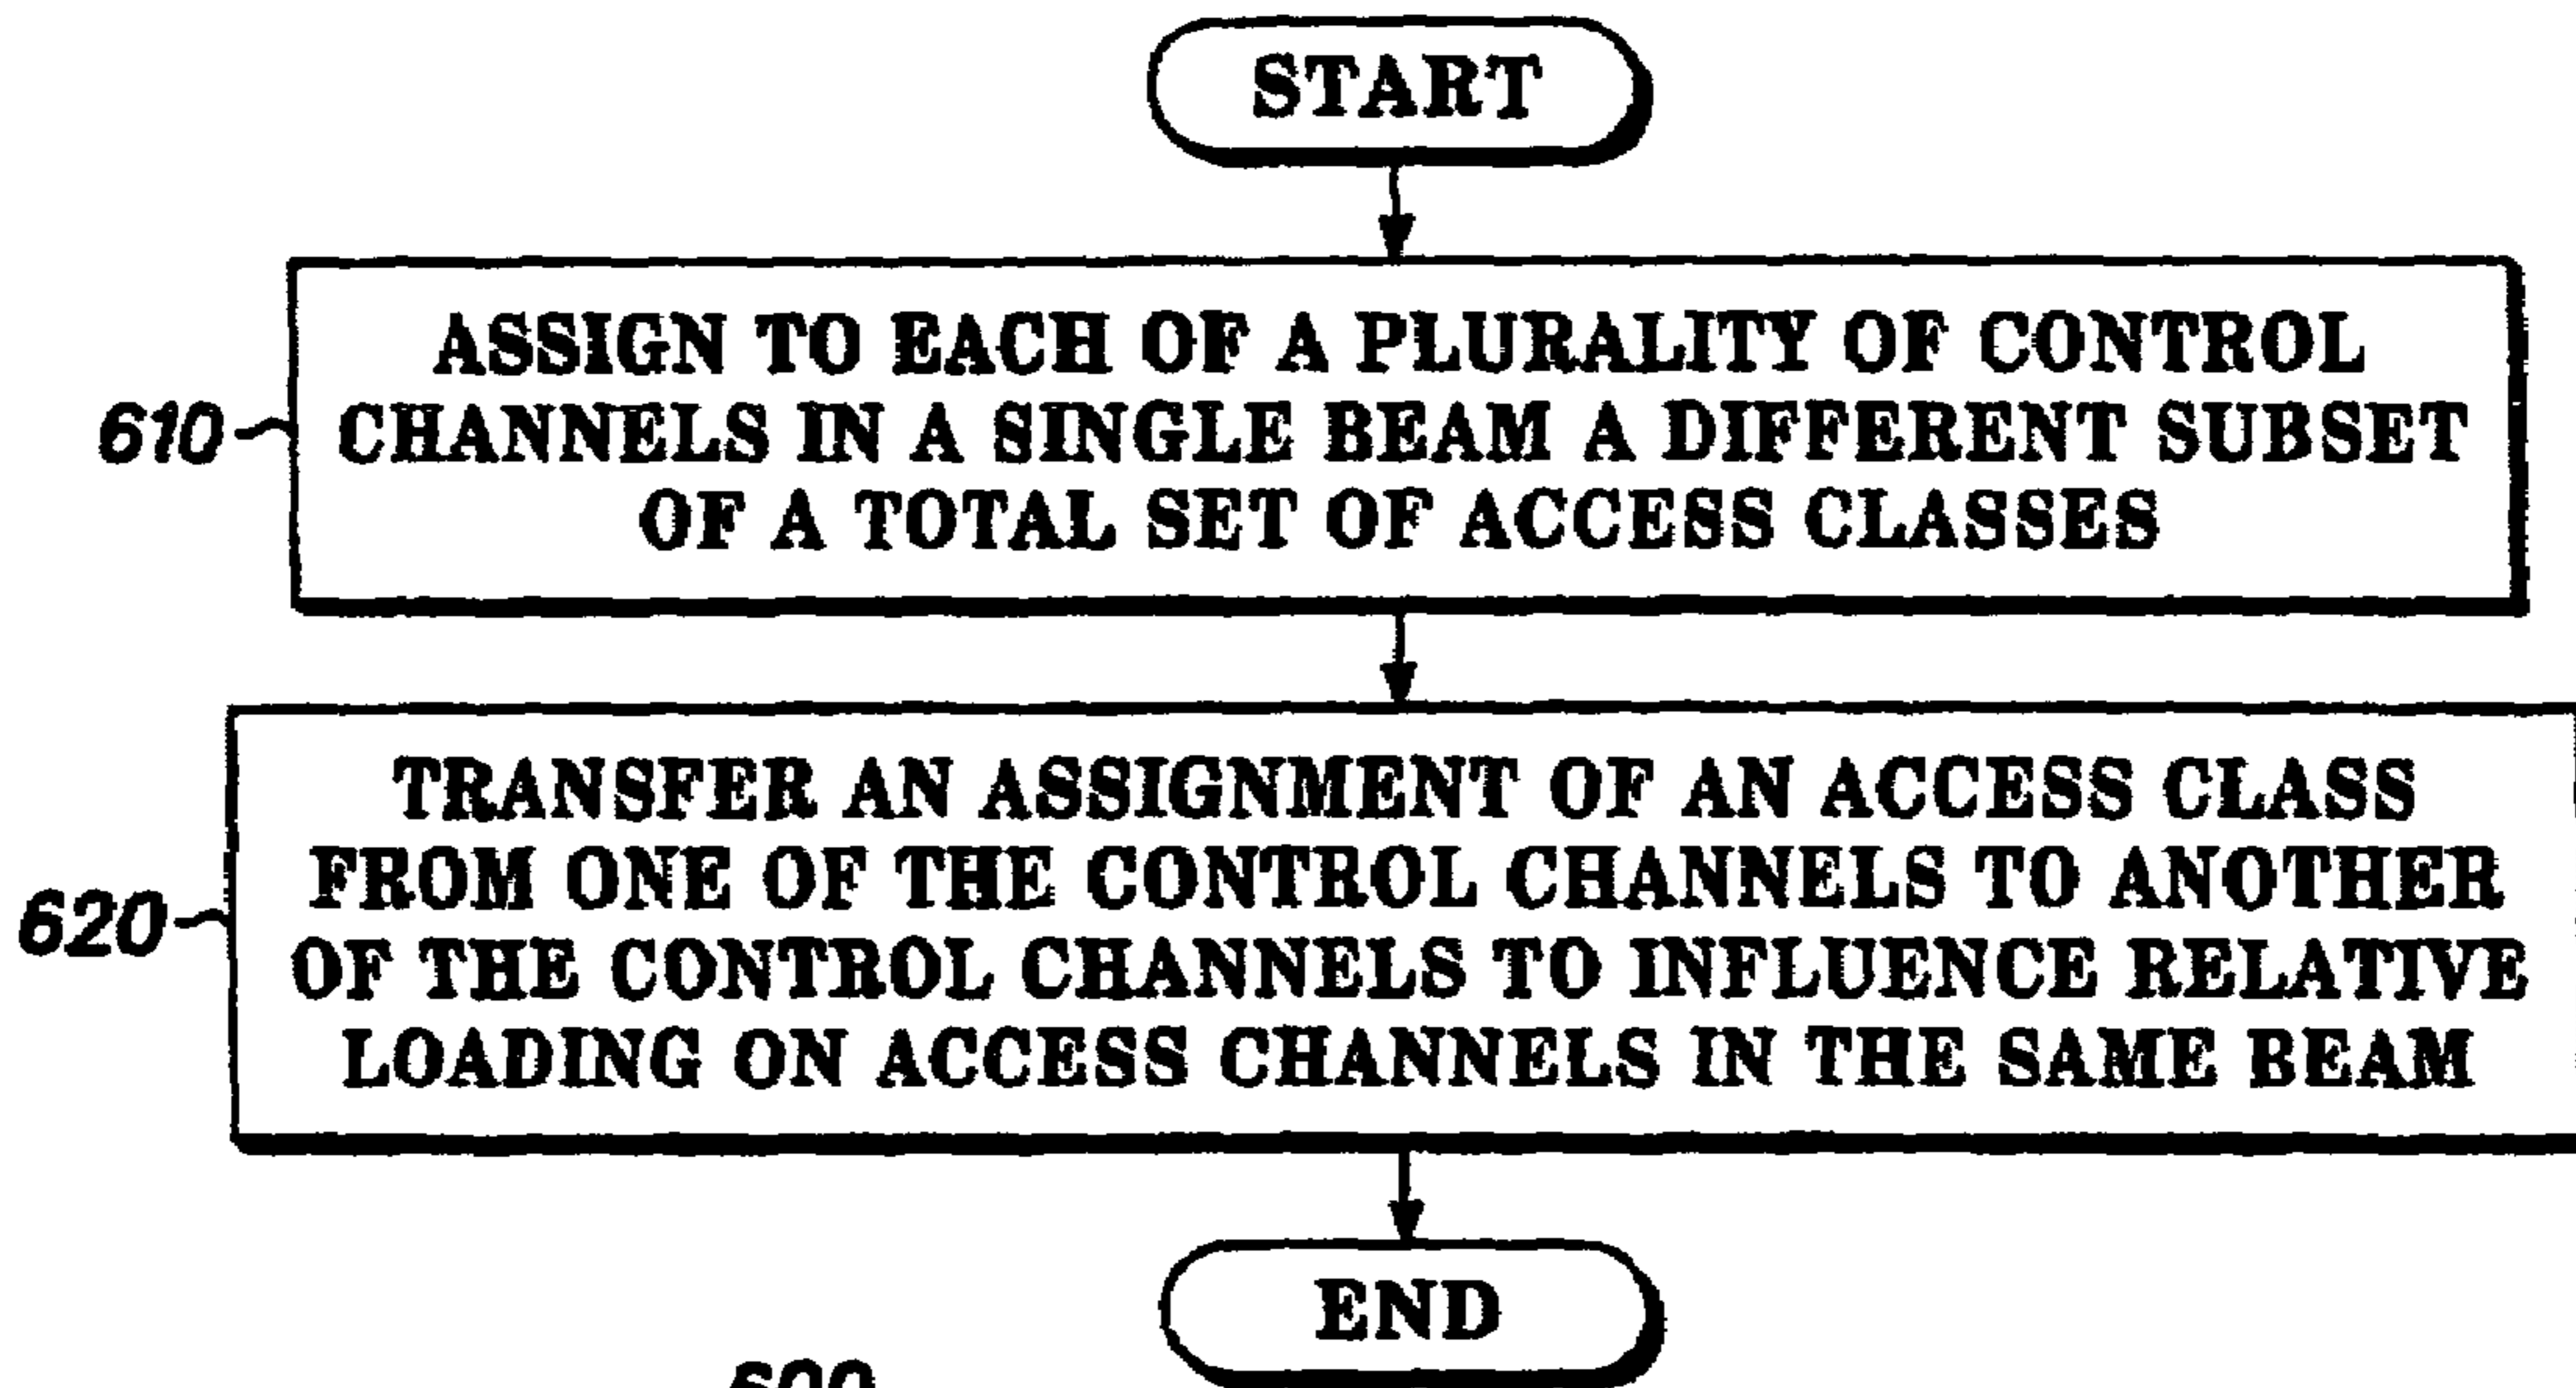 START
ASSIGN TO EACH OF A PLURALITY OF CONTROL
610
CHANNELS IN A SINGLE BEAM A DIFFERENT SUBSET
OF A TOTAL SET OF ACCESS CLASSES
TRANSFER AN ASSIGNMENT OF AN ACCESS CLASS
FROM ONE OF THE CONTROL CHANNELS TO ANOTHER
620
OF THE CONTROL CHANNELS TO INFLUENCE RELATIVE
LOADING ON ACCESS CHANNELS IN THE SAME BEAM
END